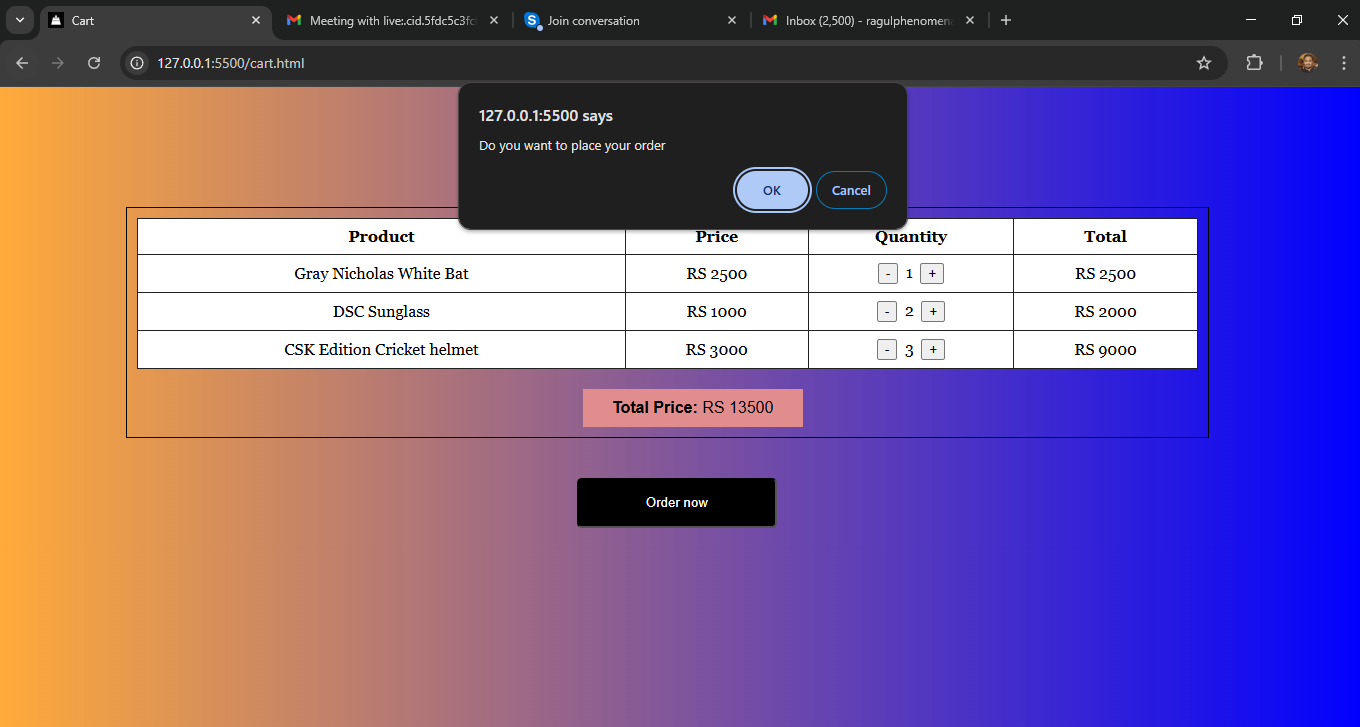 Cart
Meeting with live:.cid.5fdc5c3fc
Join conversation
Inbox (2,500) - ragulphenomena
127.0.0.1:5500/cart.html
127.0.0.1:5500 says
Do you want to place your order
OK Cancel
Product Price Quantity Total
Gray Nicholas White Bat RS 2500 - 1 + RS 2500
DSC Sunglass RS 1000 - 2 + RS 2000
CSK Edition Cricket helmet RS 3000 - 3 + RS 9000
Total Price: RS 13500
Order now